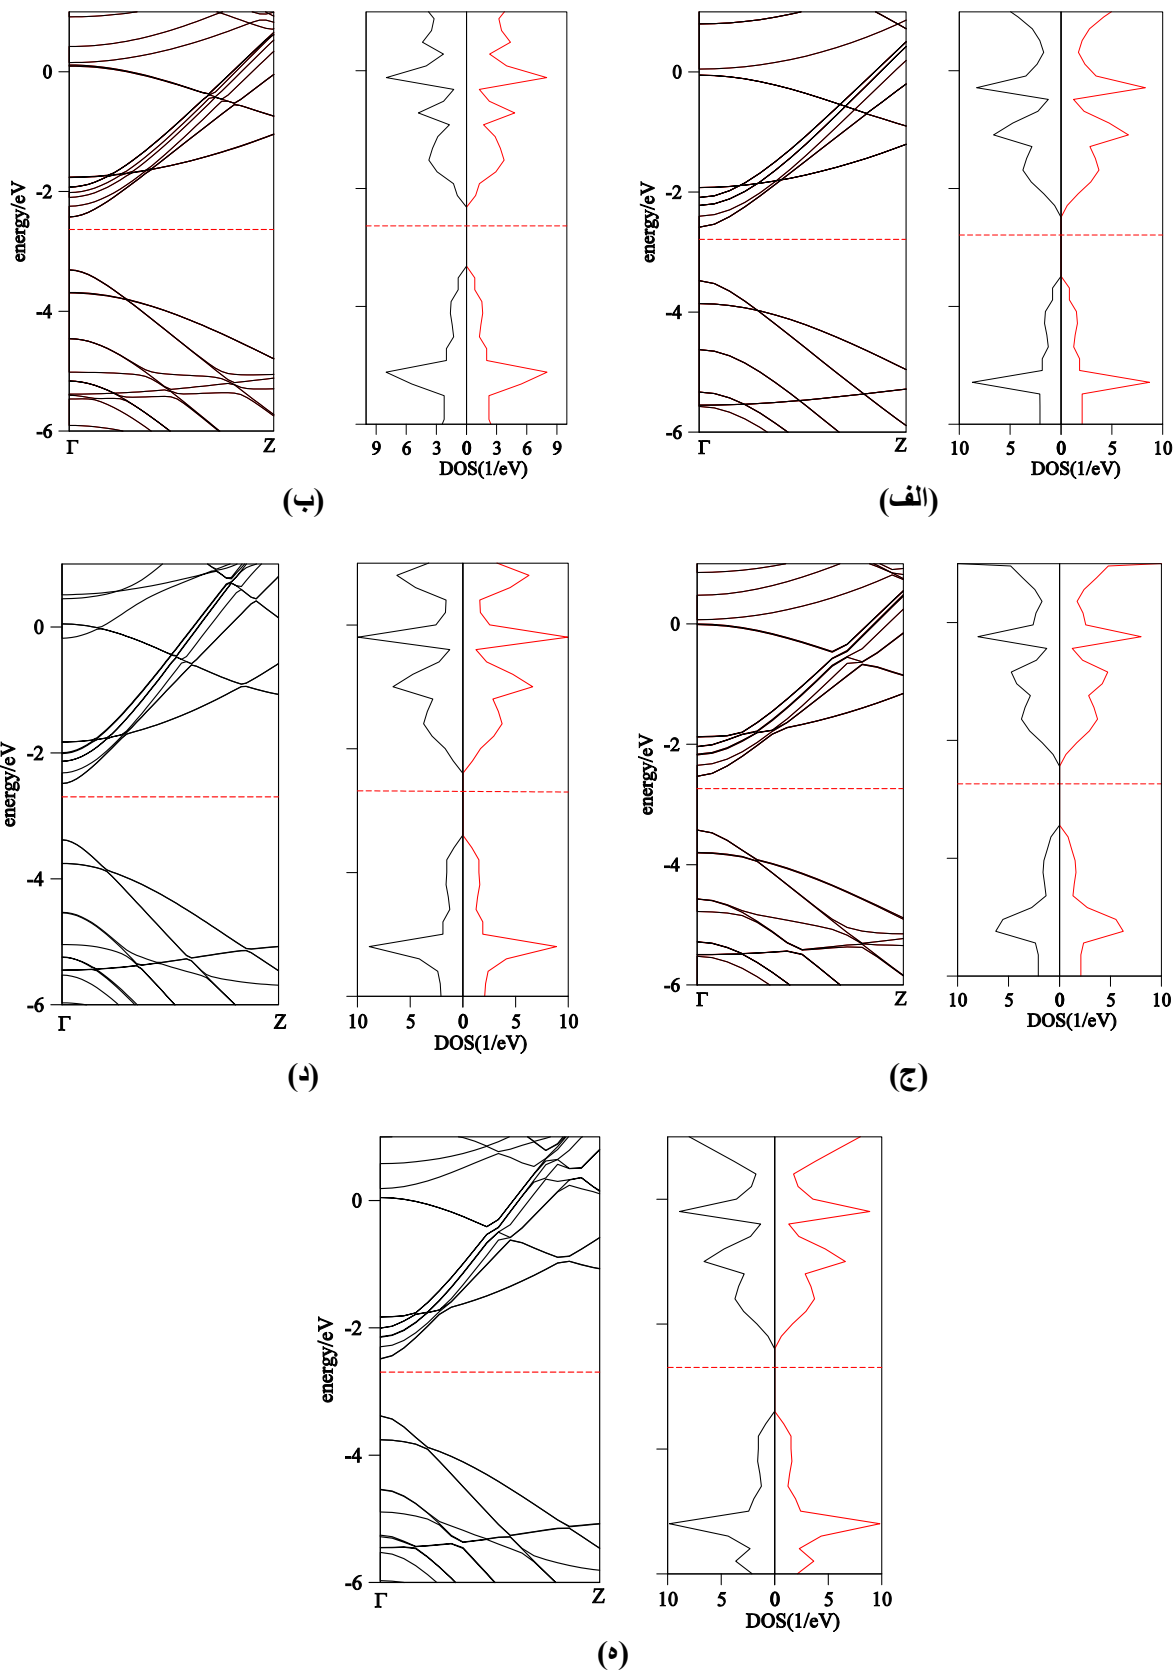 0
-2
-4
-6
energy/eV
Γ Z
9 6 3 0 3 6 9
DOS(1/eV)
(ب)
0
-2
-4
-6
energy/eV
Γ Z
10 5 0 5 10
DOS(1/eV)
(الف)
0
-2
-4
-6
energy/eV
Γ Z
10 5 0 5 10
DOS(1/eV)
(د)
0
-2
-4
-6
energy/eV
Γ Z
10 5 0 5 10
DOS(1/eV)
(ج)
0
-2
-4
-6
energy/eV
Γ Z
10 5 0 5 10
DOS(1/eV)
(ه)